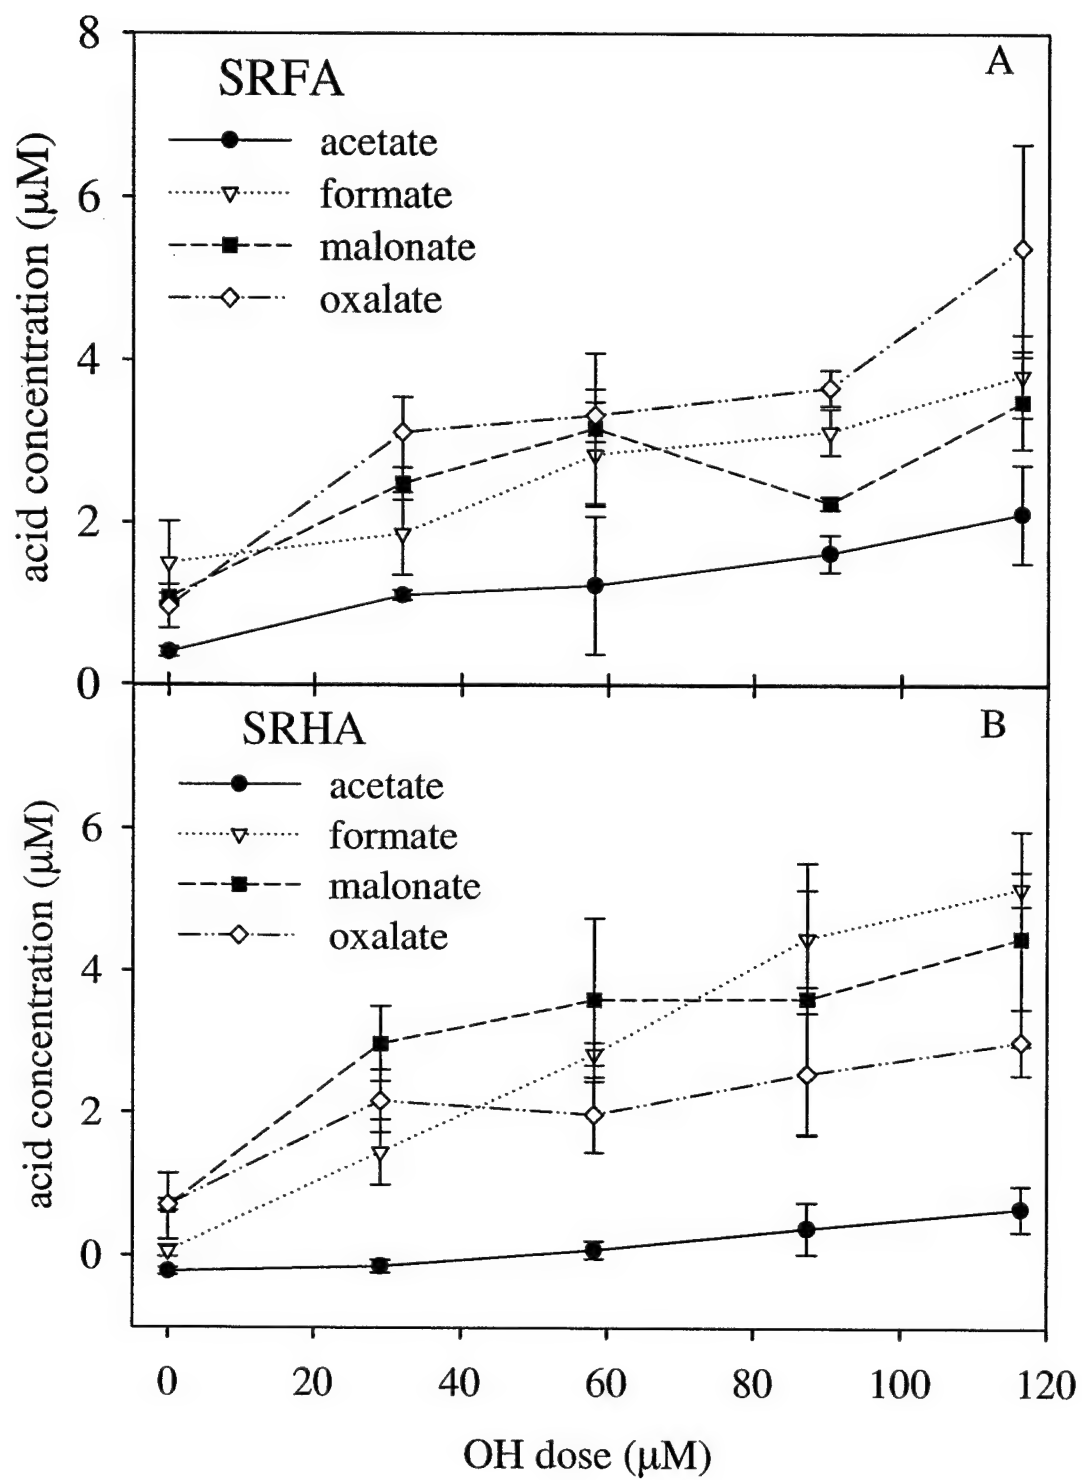 8
A
SRFA
acetate
formate
malonate
oxalate
6
4
2
0
acid concentration (μM)
B
SRHA
acetate
formate
malonate
oxalate
6
4
2
0
acid concentration (μM)
0 20 40 60 80 100 120
OH dose (μM)